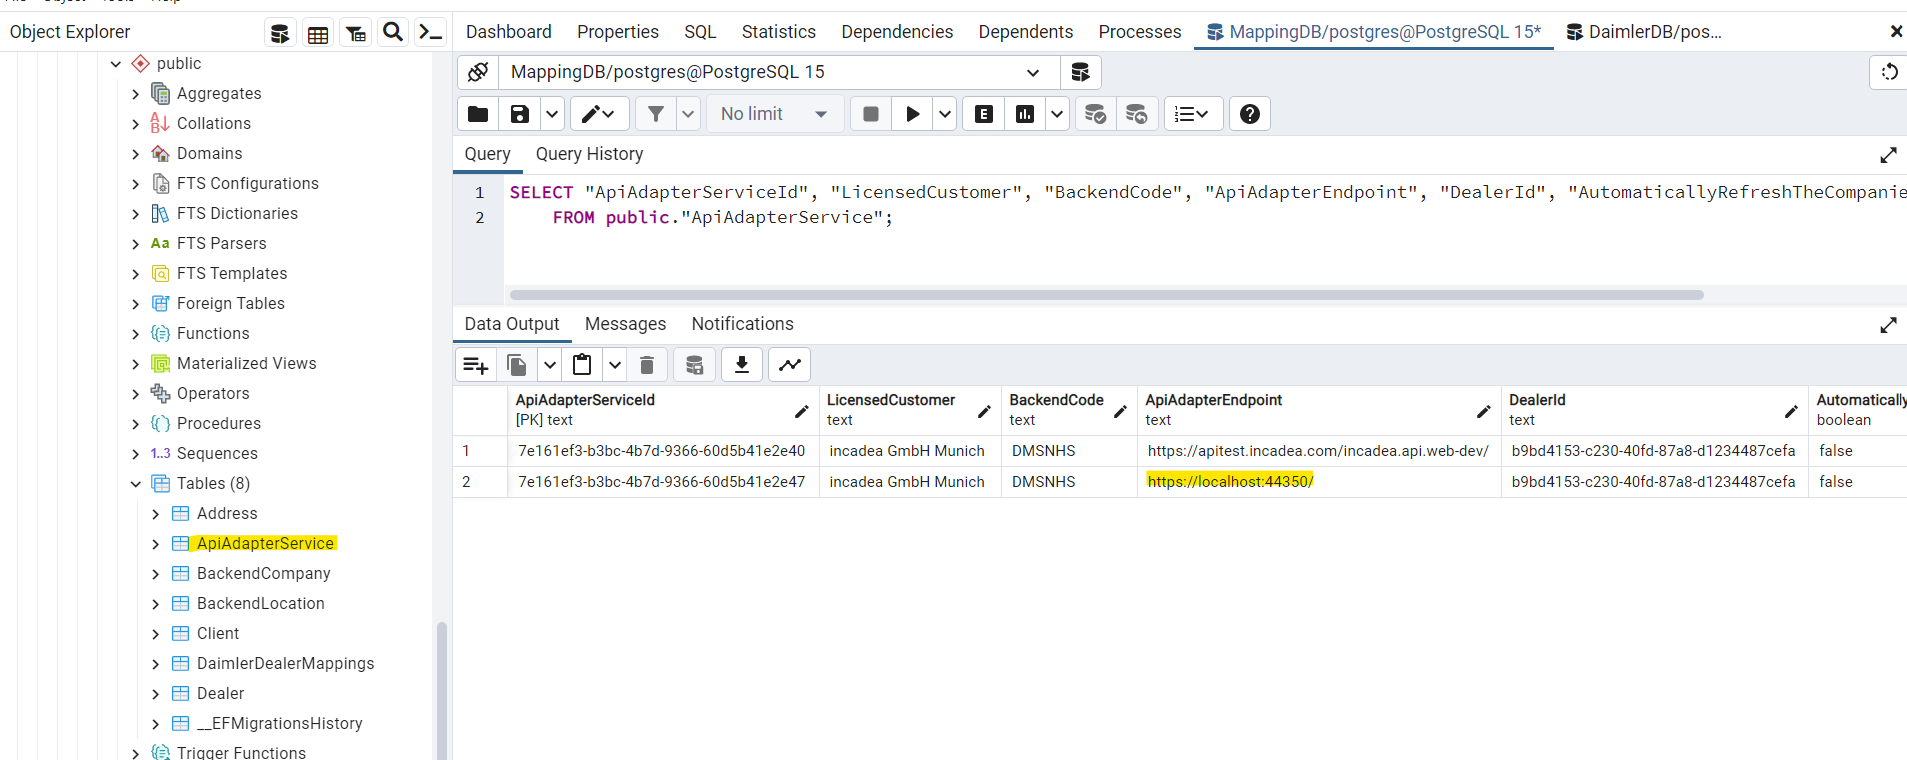 Object Explorer
public
Aggregates
Collations
Domains
FTS Configurations
FTS Dictionaries
Aa FTS Parsers
FTS Templates
Foreign Tables
Functions
Materialized Views
Operators
Procedures
1..3 Sequences
Tables (8)
Address
ApiAdapterService
BackendCompany
BackendLocation
Client
DaimlerDealerMappings
Dealer
__EFMigrationsHistory
Trigger Functions
Dashboard Properties SQL Statistics Dependencies Dependents Processes MappingDB/postgres@PostgreSQL 15* DaimlerDB/pos...
MappingDB/postgres@PostgreSQL 15
No limit E
Query Query History
1 SELECT "ApiAdapterServiceId", "LicensedCustomer", "BackendCode", "ApiAdapterEndpoint", "DealerId", "AutomaticallyRefreshTheCompanie
2 FROM public."ApiAdapterService";
Data Output Messages Notifications
ApiAdapterServiceId LicensedCustomer BackendCode ApiAdapterEndpoint DealerId Automatically
[PK] text text text text text boolean
1 7e161ef3-b3bc-4b7d-9366-60d5b41e2e40 incadea GmbH Munich DMSNHS https://apitest.incadea.com/incadea.api.web-dev/ b9bd4153-c230-40fd-87a8-d1234487cefa false
2 7e161ef3-b3bc-4b7d-9366-60d5b41e2e47 incadea GmbH Munich DMSNHS https://localhost:44350/ b9bd4153-c230-40fd-87a8-d1234487cefa false